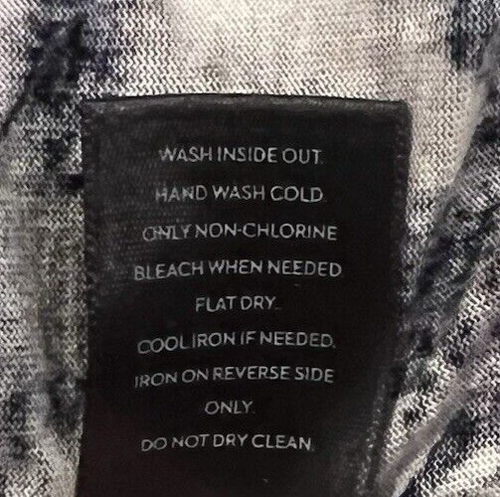 WASH INSIDE OUT.
HAND WASH COLD.
ONLY NON-CHLORINE
BLEACH WHEN NEEDED
FLAT DRY.
COOL IRON IF NEEDED.
IRON ON REVERSE SIDE
ONLY.
DO NOT DRY CLEAN.